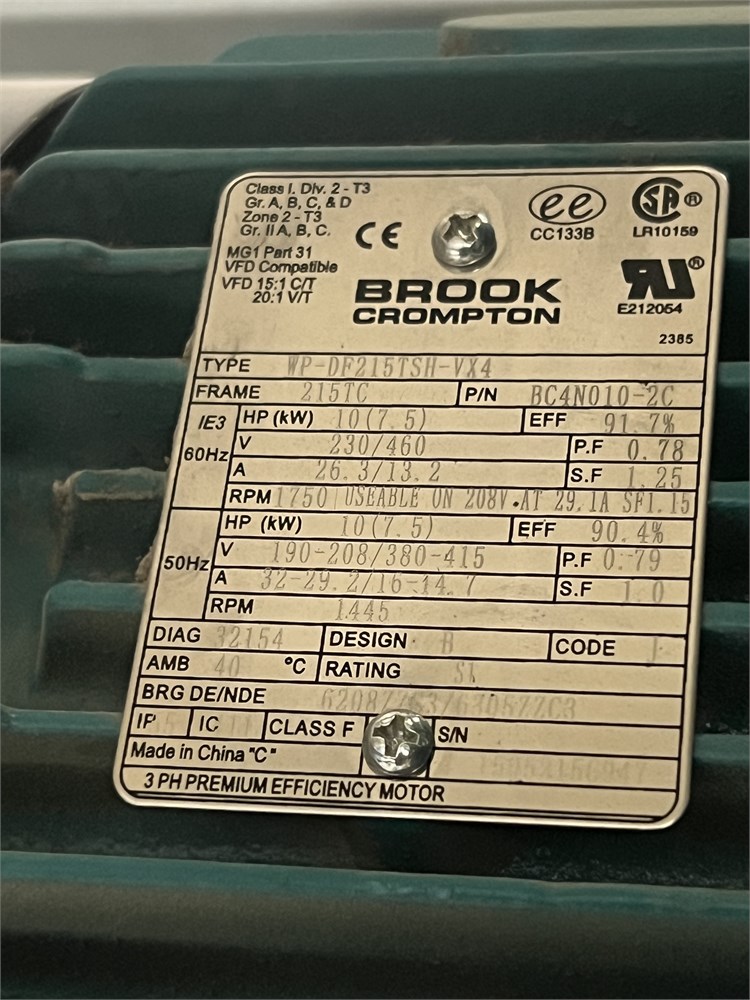 Class I. Div. 2 - T3
Gr. A, B, C, & D
Zone 2 - T3
Gr. II A, B, C.
MG1 Part 31
VFD Compatible
VFD 15:1 C/T
20:1 V/T
CE
ee
CC133B
SA ®
LR10159
BROOK
CROMPTON
RU ®
E212054
2385
TYPE WP-DF215TSH-VX4
FRAME 215TC P/N BC4N010-2C
IE3
60Hz
HP (kW) 10(7.5) EFF 91.7%
V 230/460 P.F 0.78
A 26.3/13.2 S.F 1.25
RPM 1750 USEABLE ON 208V.AT 29.1A SF1.15
50Hz
HP (kW) 10(7.5) EFF 90.4%
V 190-208/380-415 P.F 0.79
A 32-29.2/16-14.7 S.F 1.0
RPM 1445
DIAG 32154 DESIGN B CODE J
AMB 40 °C RATING S1
BRG DE/NDE
IP IC CLASS F S/N
Made in China "C"
3 PH PREMIUM EFFICIENCY MOTOR